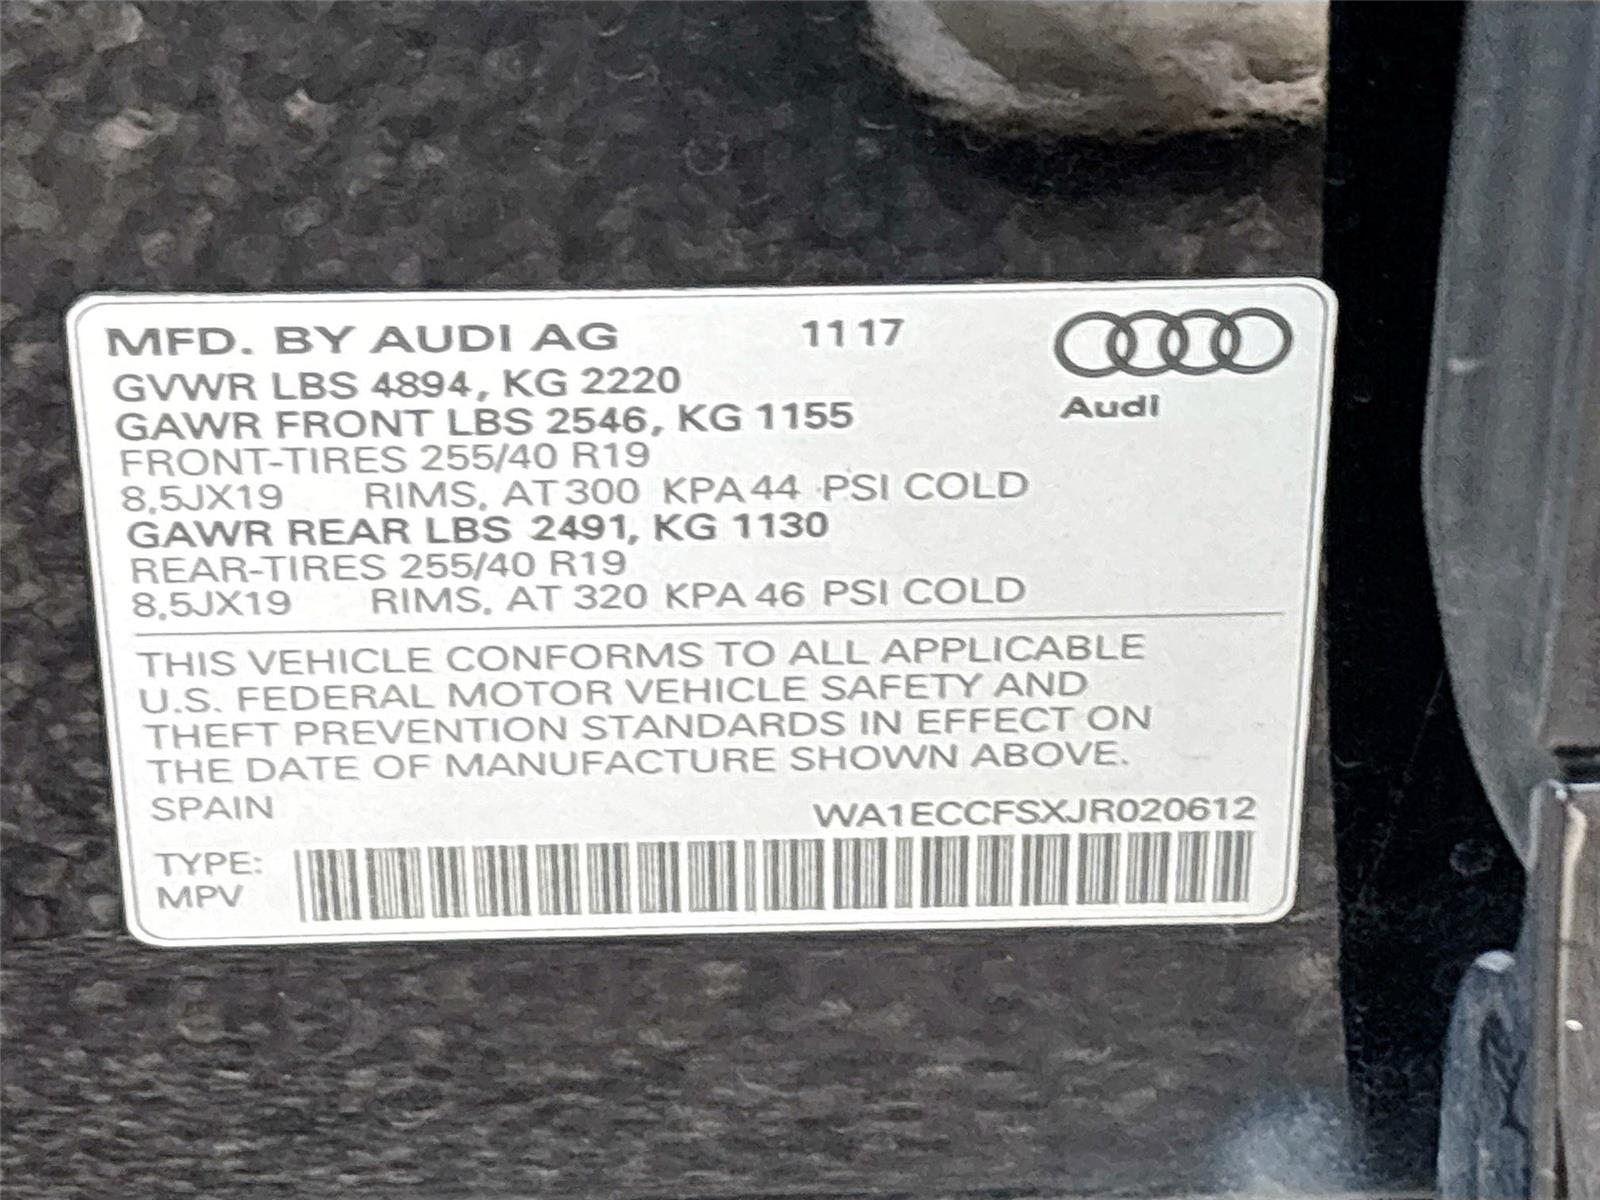 MFD. BY AUDI AG 11 17
Audi
GVWR LBS 4894, KG 2220
GAWR FRONT LBS 2546, KG 1155
FRONT-TIRES 255/40 R19
8,5JX19 RIMS, AT 300 KPA 44 PSI COLD
GAWR REAR LBS 2491, KG 1130
REAR-TIRES 255/40 R19
8,5JX19 RIMS, AT 320 KPA 46 PSI COLD
THIS VEHICLE CONFORMS TO ALL APPLICABLE
U.S. FEDERAL MOTOR VEHICLE SAFETY AND
THEFT PREVENTION STANDARDS IN EFFECT ON
THE DATE OF MANUFACTURE SHOWN ABOVE.
SPAIN WA1ECCFSXJR020612
TYPE:
MPV